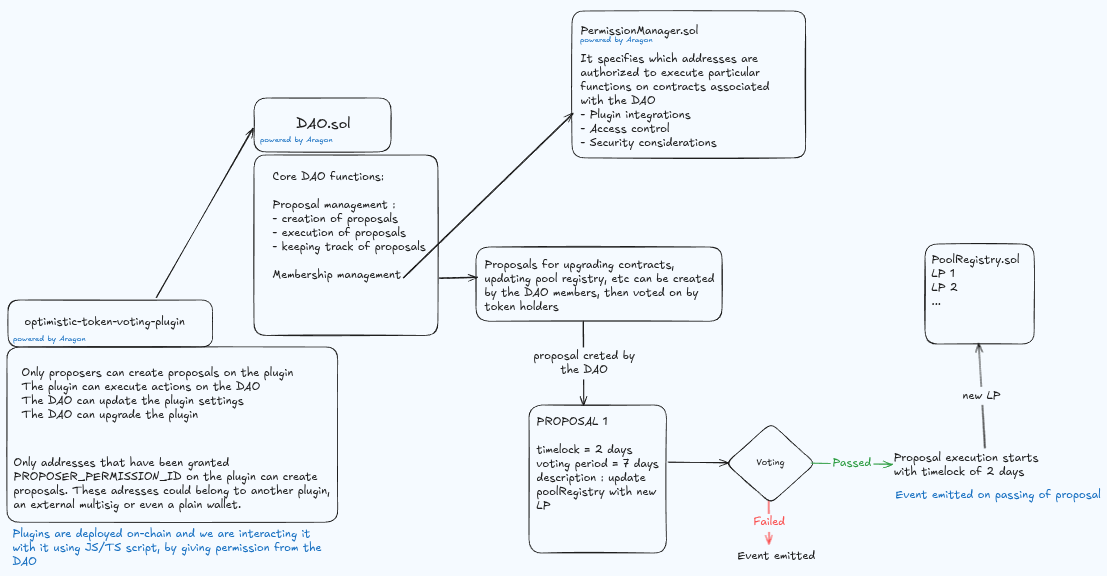 PermissionManager.sol
powered by Aragon
It specifies which addresses are
authorized to execute particular
functions on contracts associated
with the DAO
- Plugin integrations
- Access control
- Security considerations
DAO.sol
powered by Aragon
Core DAO functions:
Proposal management :
- creation of proposals
- execution of proposals
- keeping track of proposals
Membership management
Proposals for upgrading contracts,
updating pool registry, etc can be created
by the DAO members, then voted on by
token holders
PoolRegistry.sol
LP 1
LP 2
...
optimistic-token-voting-plugin
powered by Aragon
Only proposers can create proposals on the plugin
The plugin can execute actions on the DAO
The DAO can update the plugin settings
The DAO can upgrade the plugin
Only addresses that have been granted
PROPOSER_PERMISSION_ID on the plugin can create
proposals. These adresses could belong to another plugin,
an external multisig or even a plain wallet.
Plugins are deployed on-chain and we are interacting it
with it using JS/TS script, by giving permission from the
DAO
proposal creted by
the DAO
PROPOSAL 1
timelock = 2 days
voting period = 7 days
description : update
poolRegistry with new
LP
Voting
Passed
Failed
Event emitted
new LP
Proposal execution starts
with timelock of 2 days
Event emitted on passing of proposal